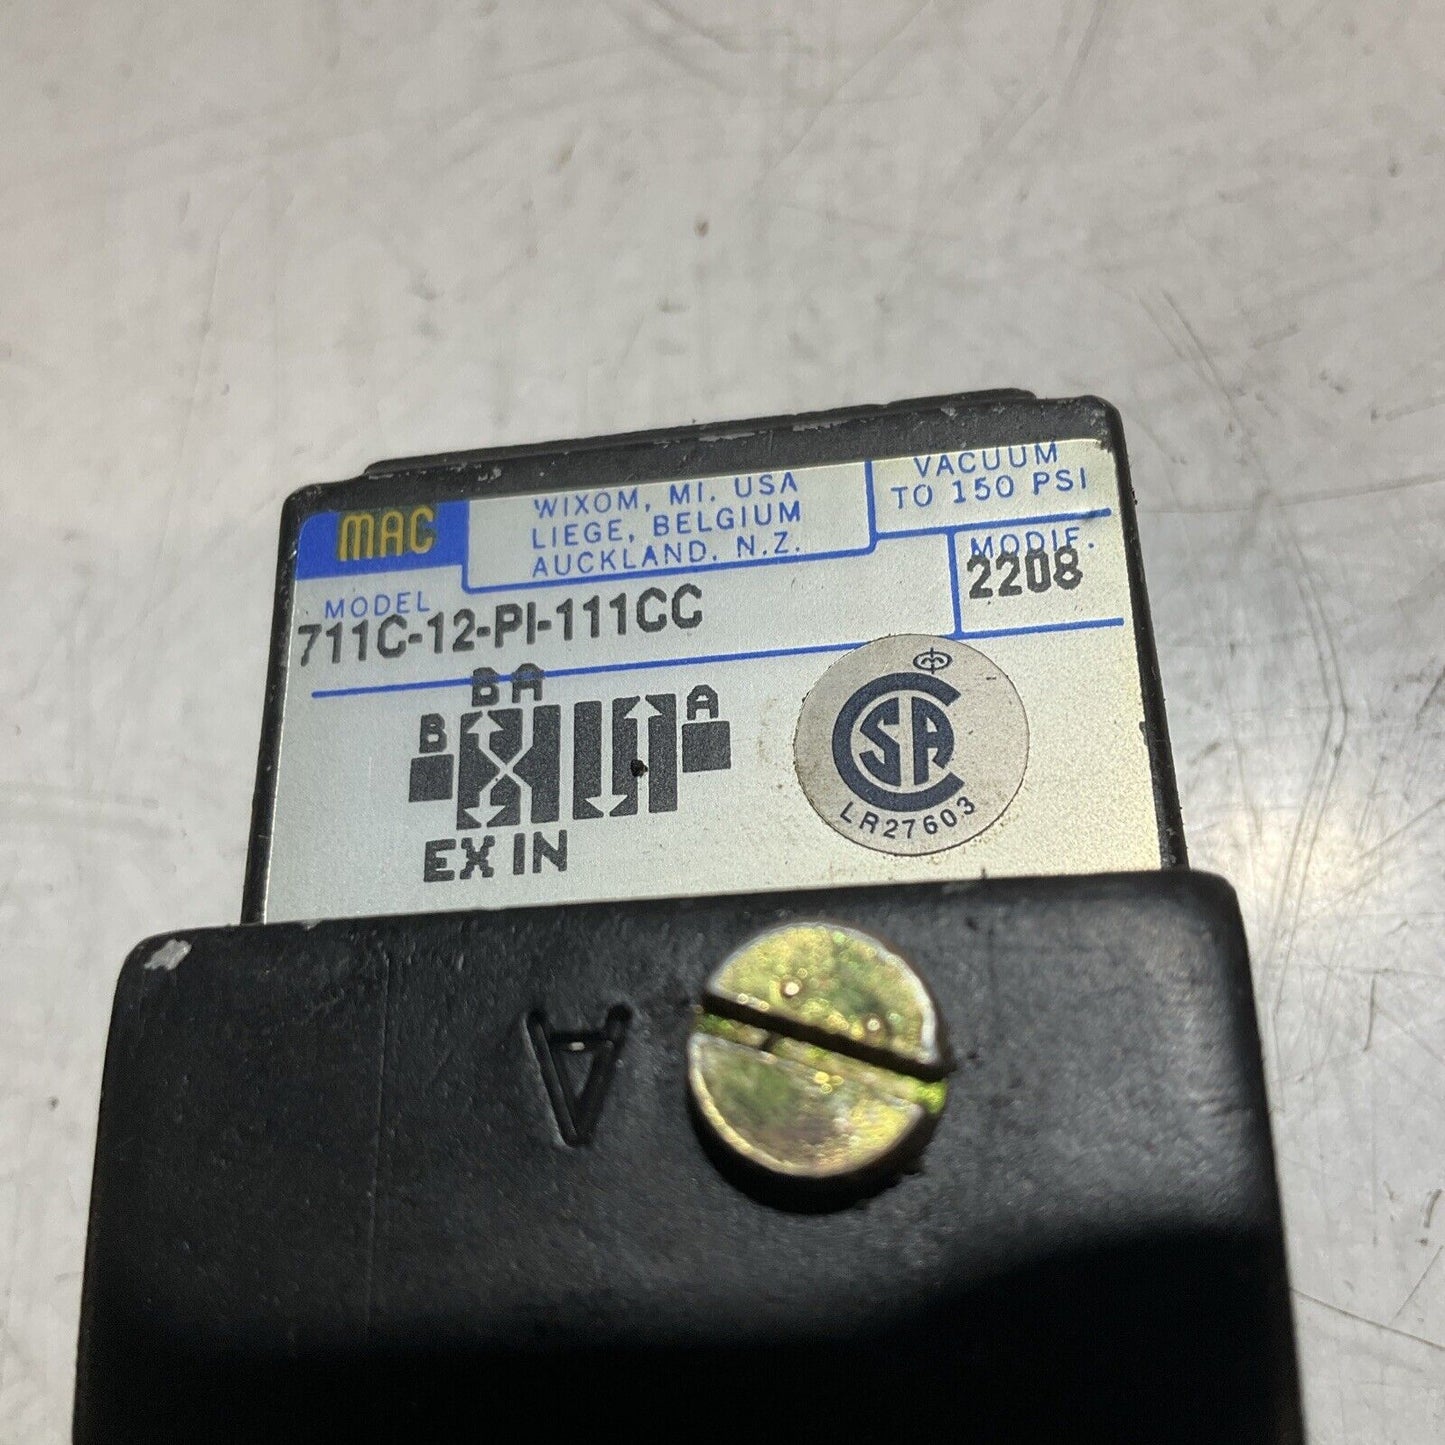 MAC
WIXOM, MI. USA
LIEGE, BELGIUM
AUCKLAND, N.Z.
VACUUM
TO 150 PSI
MODEL
711C-12-PI-111CC
MODIF.
2208
B A
B
A
EX IN
CSA
LR27603
A